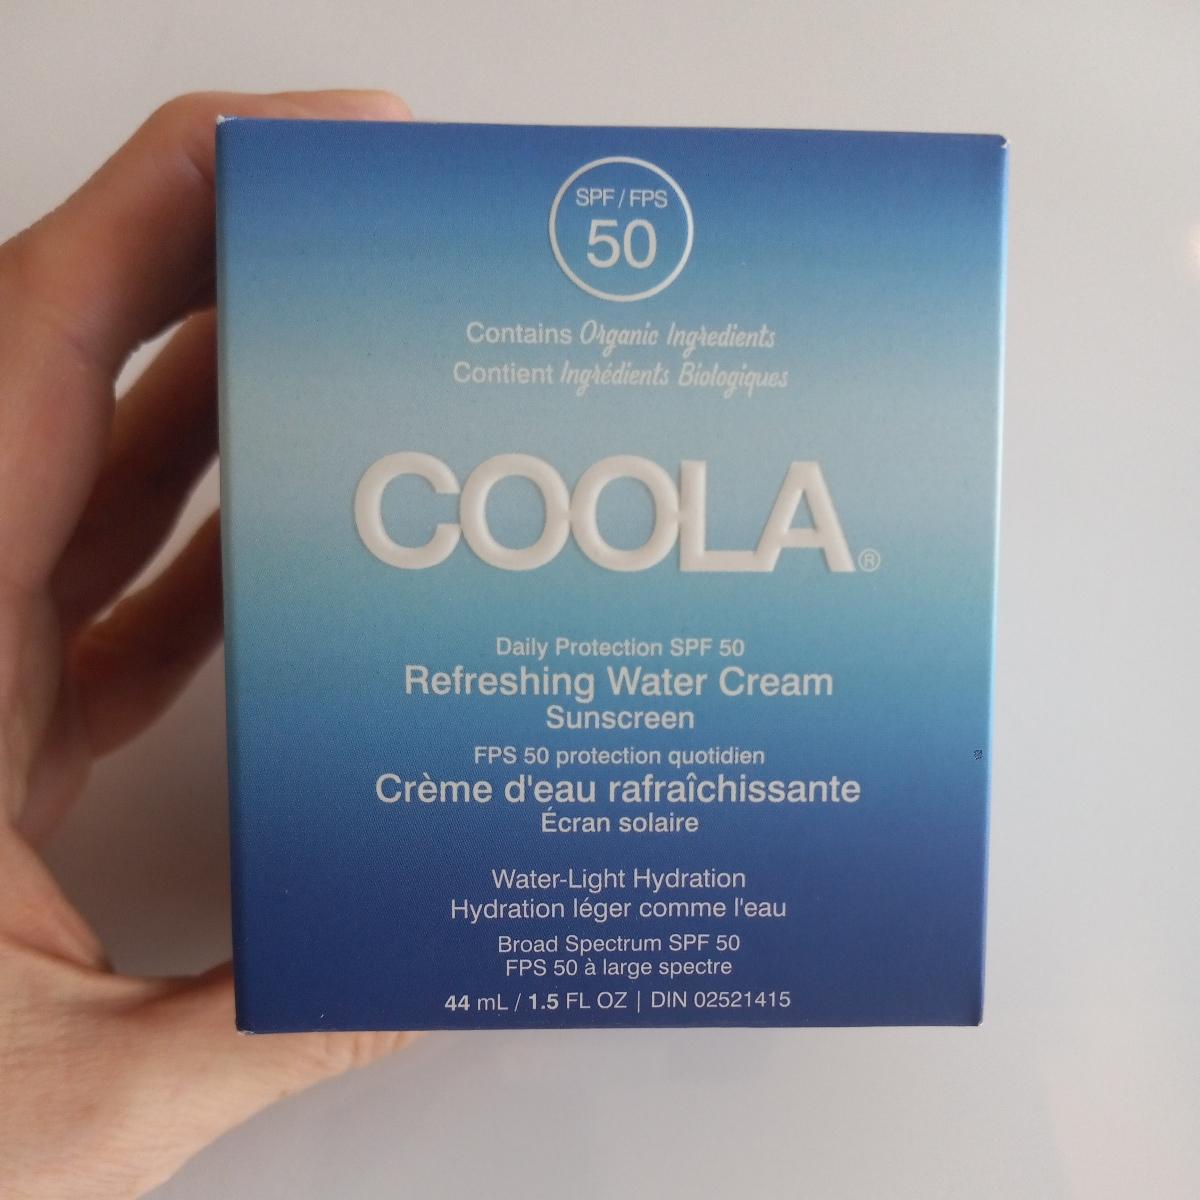 SPF / FPS
50
Contains Organic Ingredients
Contient Ingrédients Biologiques
COOLA®
Daily Protection SPF 50
Refreshing Water Cream
Sunscreen
FPS 50 protection quotidien
Crème d'eau rafraîchissante
Écran solaire
Water-Light Hydration
Hydration léger comme l'eau
Broad Spectrum SPF 50
FPS 50 à large spectre
44 mL / 1.5 FL OZ | DIN 02521415